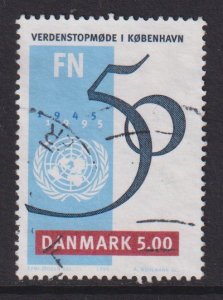 VERDENSTOPMØDE I KØBENHAVN
FN
50
1945
1995
DANMARK 5.00